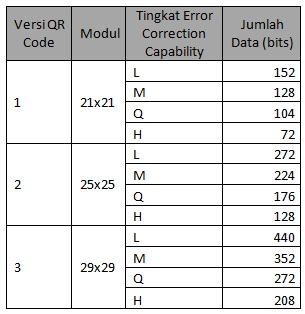 Versi QR Code Modul Tingkat Error Correction Capability Jumlah Data (bits)
1 21x21 L 152
M 128
Q 104
H 72
2 25x25 L 272
M 224
Q 176
H 128
3 29x29 L 440
M 352
Q 272
H 208